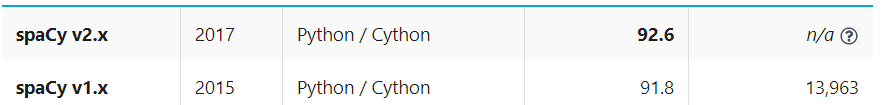 spaCy v2.x 2017 Python / Cython 92.6 n/a ?
spaCy v1.x 2015 Python / Cython 91.8 13,963